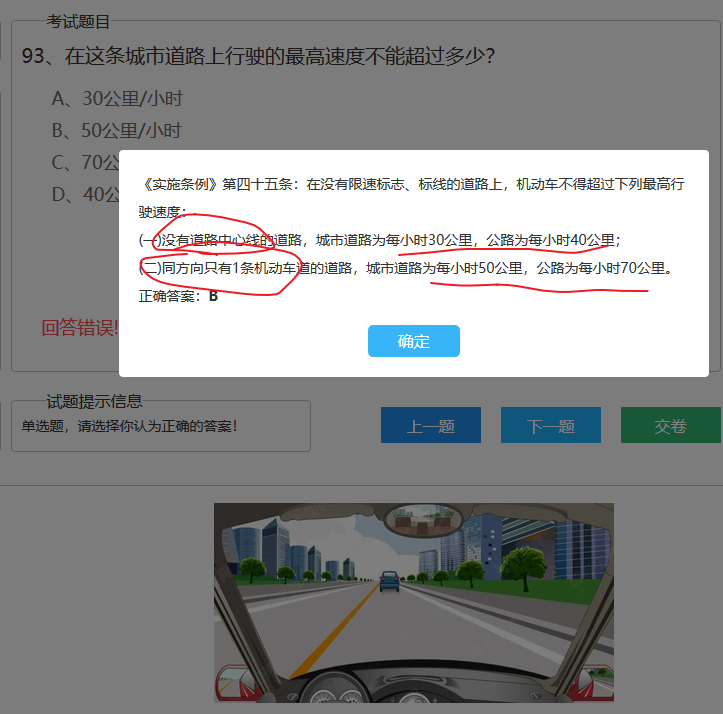 考试题目
93、在这条城市道路上行驶的最高速度不能超过多少?
A、30公里/小时
B、50公里/小时
C、70公
D、40公
《实施条例》第四十五条：在没有限速标志、标线的道路上，机动车不得超过下列最高行
驶速度：
(一)没有道路中心线的道路，城市道路为每小时30公里，公路为每小时40公里；
(二)同方向只有1条机动车道的道路，城市道路为每小时50公里，公路为每小时70公里。
正确答案：B
确定
回答错误!
试题提示信息
单选题，请选择你认为正确的答案!
上一题
下一题
交卷